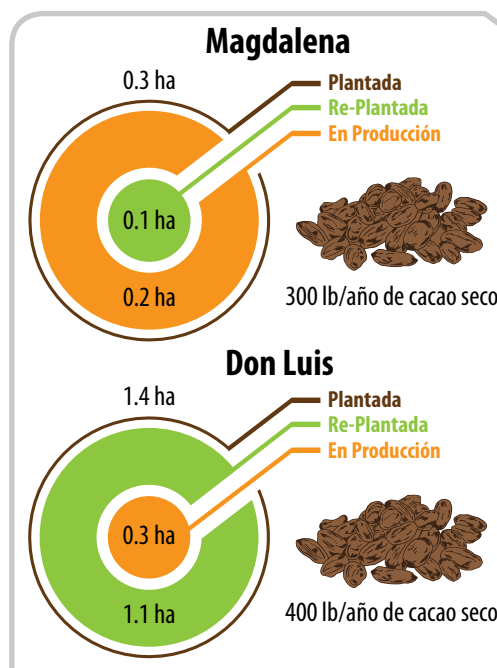 Magdalena
0.3 ha
Plantada
Re-Plantada
En Producción
0.1 ha
0.2 ha
300 lb/año de cacao seco
Don Luis
1.4 ha
Plantada
Re-Plantada
En Producción
0.3 ha
1.1 ha
400 lb/año de cacao seco